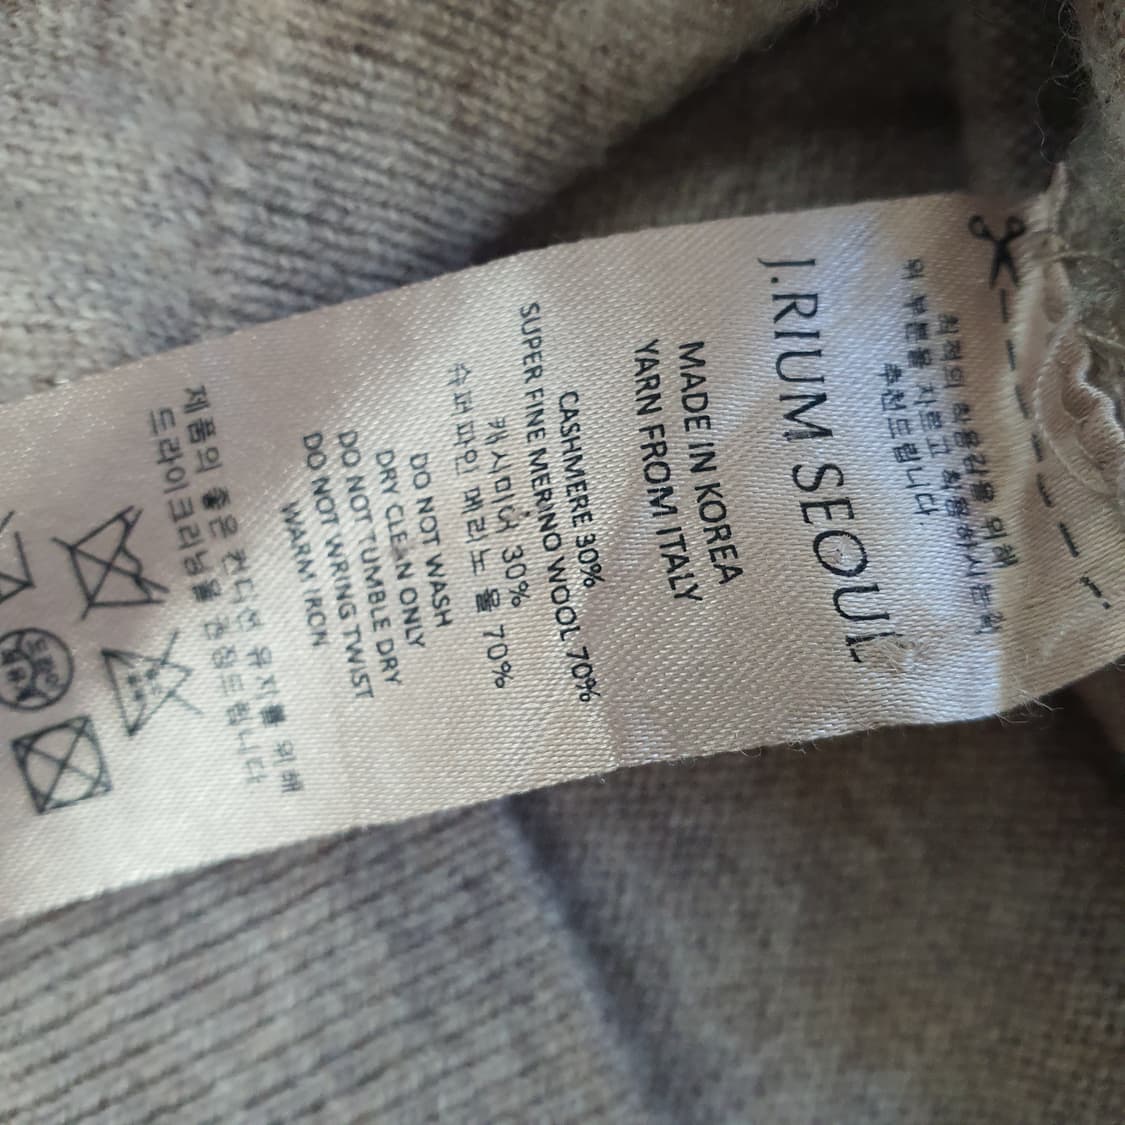 최적의 착용감을 위해
위 부분을 자르고 착용하시는 걸
추천드립니다.
J.RIUM SEOUL
MADE IN KOREA
YARN FROM ITALY
CASHMERE 30%
SUPER FINE MERINO WOOL 70%
캐시미어 30%
슈퍼파인 메리노 울 70%
DO NOT WASH
DRY CLEAN ONLY
DO NOT TUMBLE DRY
DO NOT WRING TWIST
WARM IRON
제품의 좋은 컨디션 유지를 위해
드라이크리닝을 권장드립니다